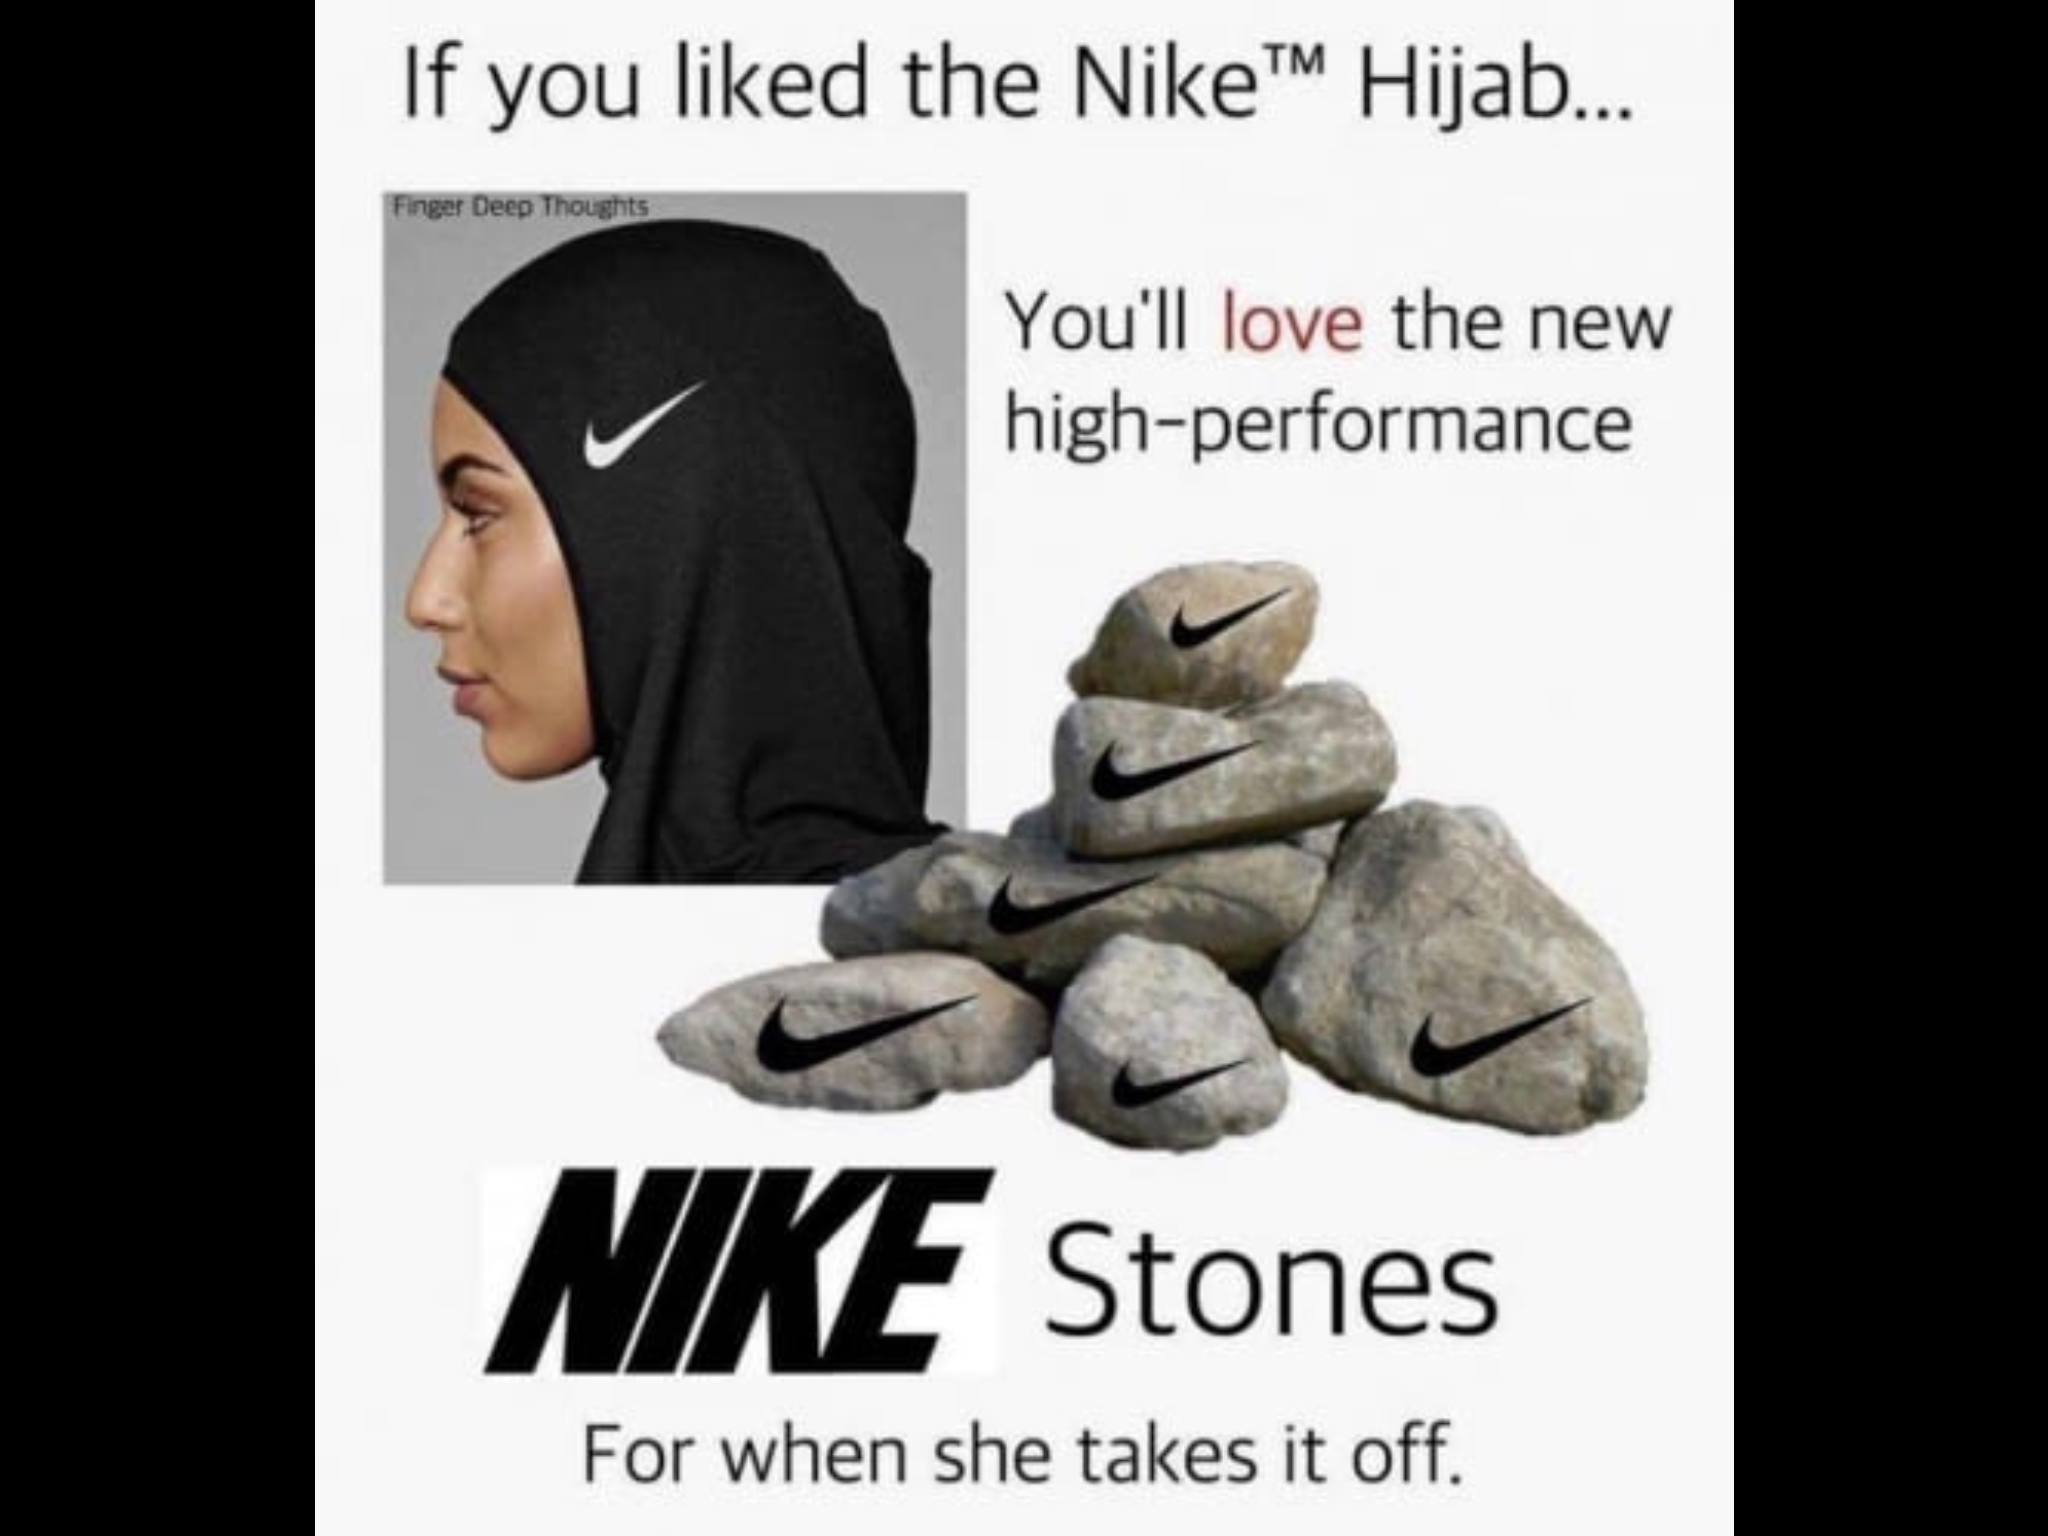 If you liked the Nike™ Hijab...
Finger Deep Thoughts
You'll love the new
high-performance
NIKE Stones
For when she takes it off.